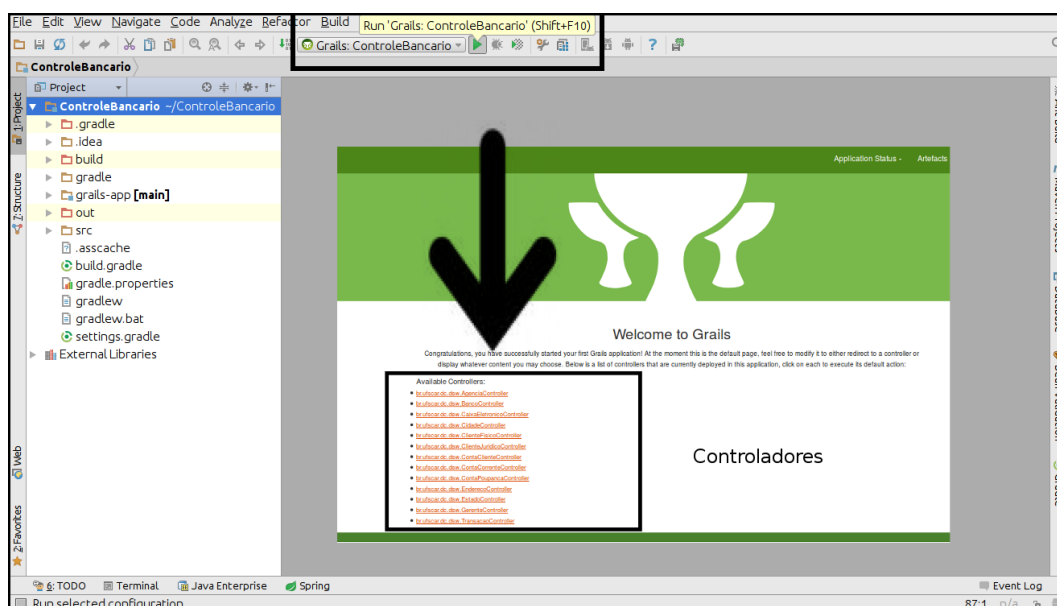 File Edit View Navigate Code Analyze Refactor Build
Run 'Grails: ControleBancario' (Shift+F10)
Grails: ControleBancario
ControleBancario
Project
ControleBancario ~/ControleBancario
.gradle
.idea
build
gradle
grails-app [main]
out
src
.asscache
build.gradle
gradle.properties
gradlew
gradlew.bat
settings.gradle
External Libraries
1: Project
7: Structure
Web
2: Favorites
Application Status
Artefacts
Welcome to Grails
Congratulations, you have successfully started your first Grails application! At the moment this is the default page, feel free to modify it to either redirect to a controller or
display whatever content you may choose. Below is a list of controllers that are currently deployed in this application, click on each to execute its default action:
Available Controllers:
br.ufscar.dc.dsw.AgenciaController
br.ufscar.dc.dsw.BancoController
br.ufscar.dc.dsw.CaixaEletronicoController
br.ufscar.dc.dsw.CidadeController
br.ufscar.dc.dsw.ClienteFisicoController
br.ufscar.dc.dsw.ClienteJuridicoController
br.ufscar.dc.dsw.ContaClienteController
br.ufscar.dc.dsw.ContaCorrenteController
br.ufscar.dc.dsw.ContaPoupancaController
br.ufscar.dc.dsw.EnderecoController
br.ufscar.dc.dsw.EstadoController
br.ufscar.dc.dsw.GerenteController
br.ufscar.dc.dsw.TransacaoController
Controladores
6: TODO Terminal Java Enterprise Spring Event Log
Run selected configuration 87:1 n/a